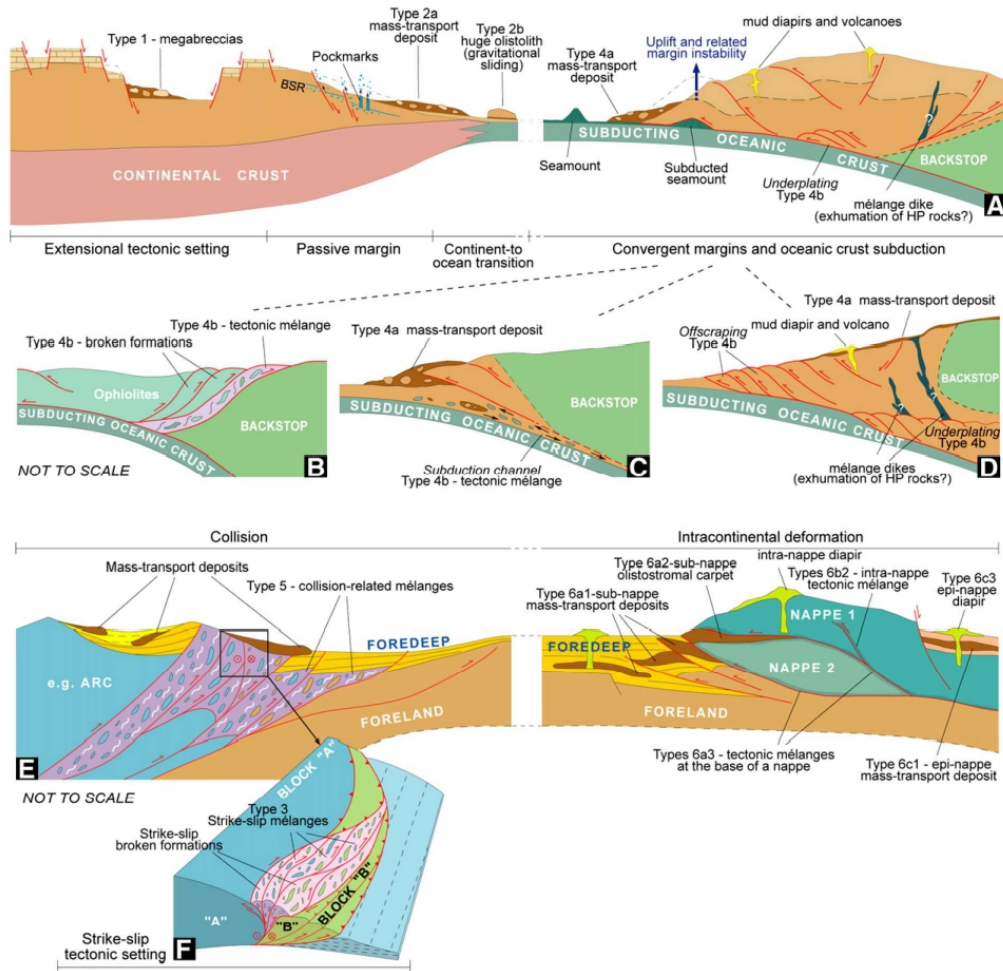 Type 1 - megabreccias
Pockmarks
BSR
Type 2a
mass-transport
deposit
Type 2b
huge olistolith
(gravitational
sliding)
Type 4a
mass-transport
deposit
Uplift and related
margin instability
mud diapirs and volcanoes
CONTINENTAL CRUST
SUBDUCTING OCEANIC CRUST
Seamount
Subducted
seamount
Underplating
Type 4b
BACKSTOP
mélange dike
(exhumation of HP rocks?)
A
Extensional tectonic setting
Passive margin
Continent-to
ocean transition
Convergent margins and oceanic crust subduction
Type 4b - tectonic mélange
Type 4b - broken formations
Ophiolites
SUBDUCTING OCEANIC CRUST
BACKSTOP
NOT TO SCALE
B
Type 4a mass-transport deposit
BACKSTOP
SUBDUCTING OCEANIC CRUST
Subduction channel
Type 4b - tectonic mélange
C
Type 4a mass-transport deposit
mud diapir and volcano
Offscraping
Type 4b
BACKSTOP
SUBDUCTING OCEANIC CRUST
Underplating
Type 4b
mélange dikes
(exhumation of HP rocks?)
D
Collision
Mass-transport deposits
Type 5 - collision-related mélanges
FOREDEEP
e.g. ARC
FORELAND
E
NOT TO SCALE
Intracontinental deformation
Type 6a2-sub-nappe
olistostromal carpet
intra-nappe diapir
Types 6b2 - intra-nappe
tectonic mélange
Type 6c3
epi-nappe
diapir
Type 6a1-sub-nappe
mass-transport deposits
NAPPE 1
FOREDEEP
NAPPE 2
FORELAND
Types 6a3 - tectonic mélanges
at the base of a nappe
Type 6c1 - epi-nappe
mass-transport deposit
BLOCK "A"
Type 3
Strike-slip mélanges
Strike-slip
broken formations
BLOCK "B"
"A"
"B"
F
Strike-slip
tectonic setting